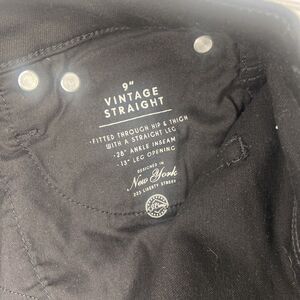 9"
VINTAGE
STRAIGHT
·FITTED THROUGH HIP & THIGH
WITH A STRAIGHT LEG
·28" ANKLE INSEAM
·13" LEG OPENING
DESIGNED IN
New York
225 LIBERTY STREET